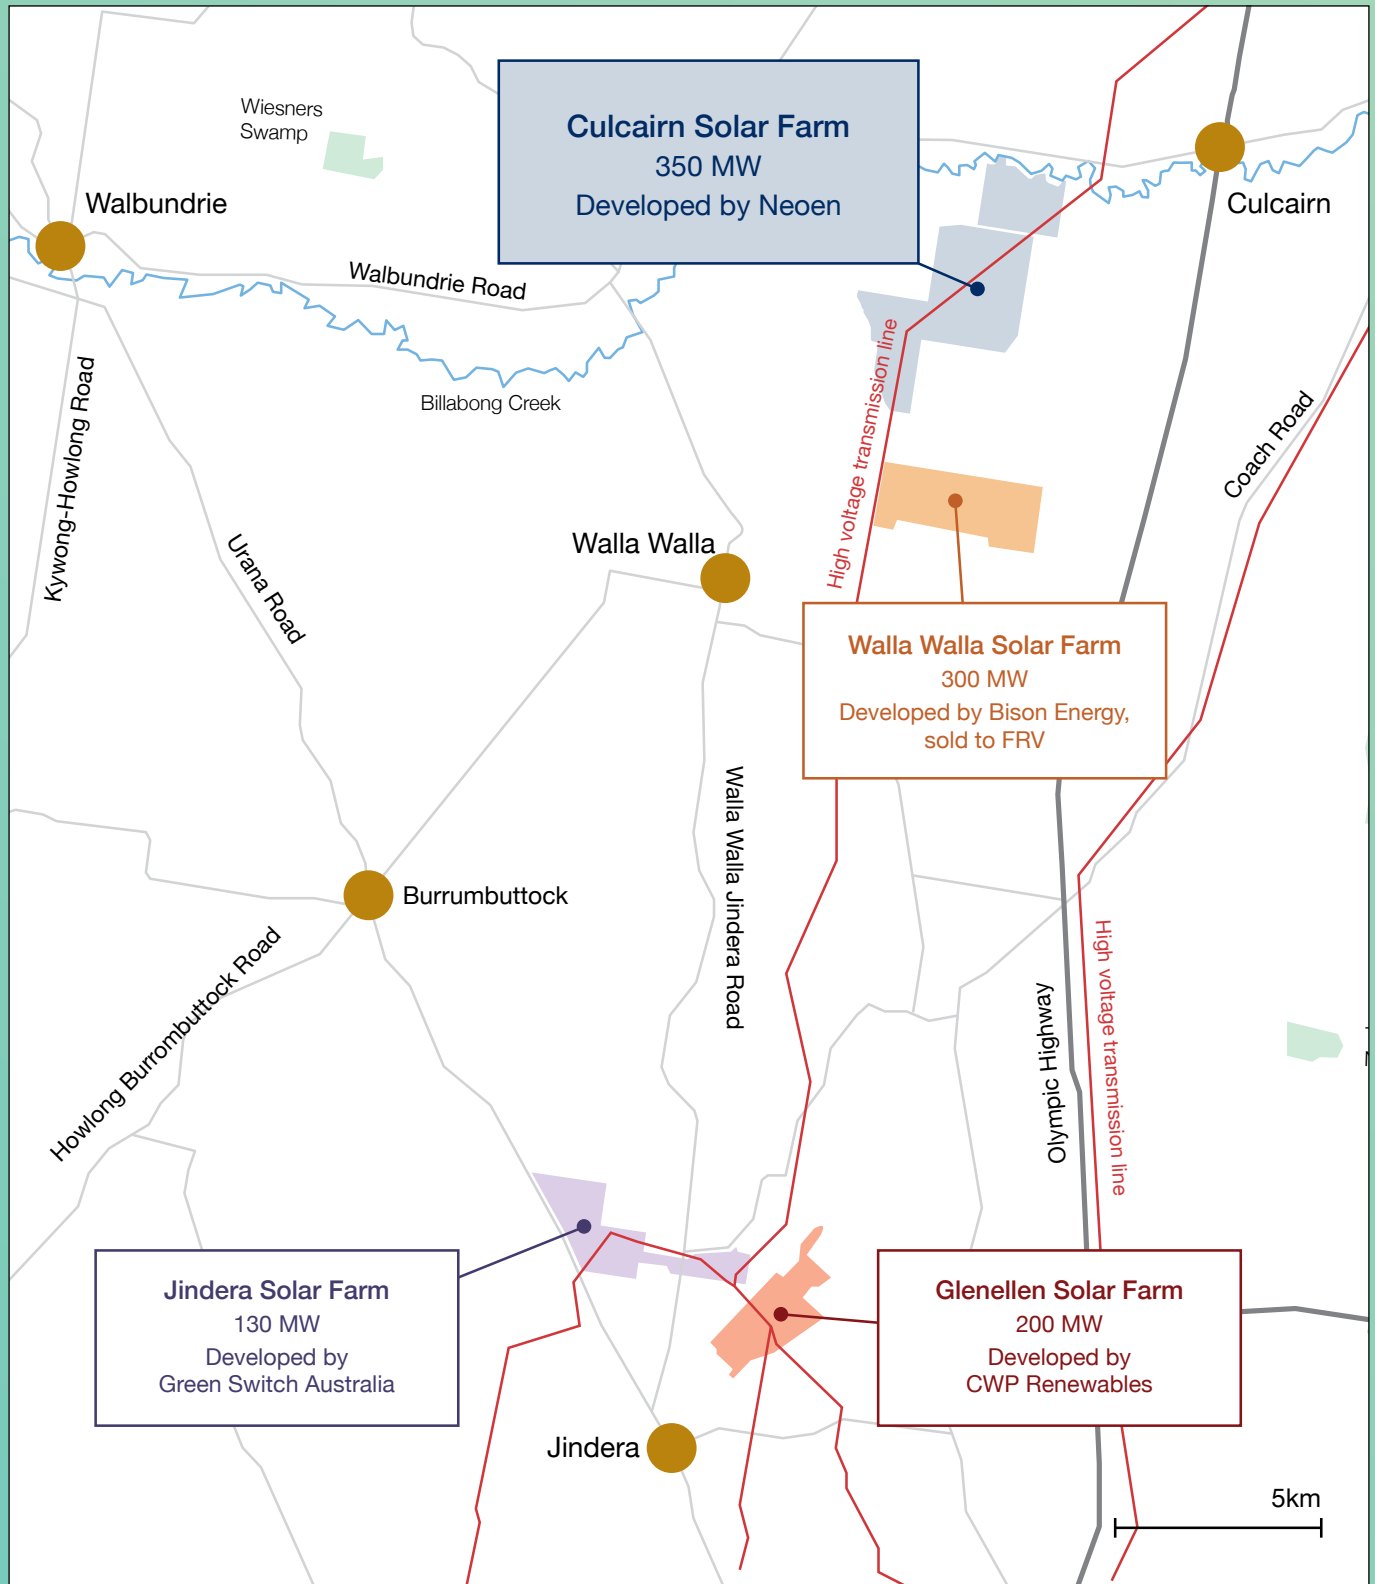 Wiesners
Swamp
Culcairn Solar Farm
350 MW
Developed by Neoen
Walbundrie
Culcairn
Walbundrie Road
Billabong Creek
Kywong-Howlong Road
High voltage transmission line
Coach Road
Urana Road
Walla Walla
Walla Walla Solar Farm
300 MW
Developed by Bison Energy,
sold to FRV
Walla Walla Jindera Road
Burrumbuttock
Howlong Burrombuttock Road
Olympic Highway
High voltage transmission line
Jindera Solar Farm
130 MW
Developed by
Green Switch Australia
Glenellen Solar Farm
200 MW
Developed by
CWP Renewables
Jindera
5km